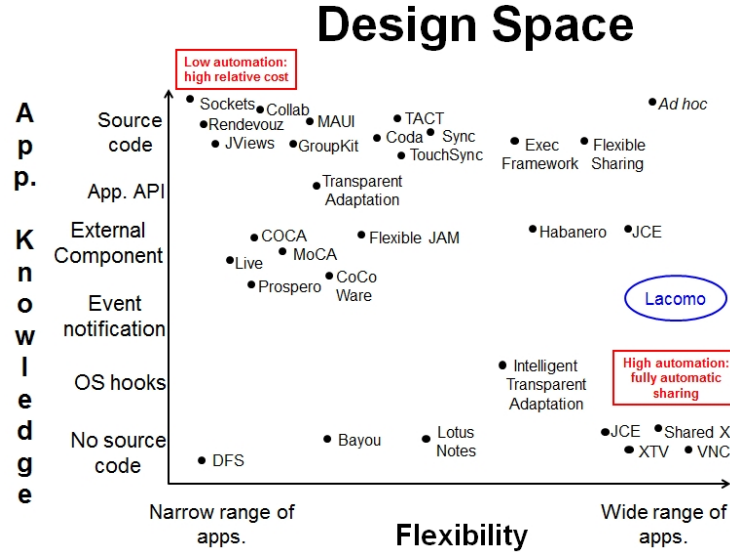 Design Space
Low automation:
high relative cost
App. Knowledge
Source
code
Sockets
Collab
Rendevouz
MAUI
TACT
Ad hoc
JViews
GroupKit
Coda
Sync
TouchSync
Exec
Framework
Flexible
Sharing
App. API
Transparent
Adaptation
External
Component
COCA
Flexible JAM
Habanero
JCE
MoCA
Live
Prospero
CoCo
Ware
Event
notification
Lacomo
OS hooks
Intelligent
Transparent
Adaptation
High automation:
fully automatic
sharing
No source
code
DFS
Bayou
Lotus
Notes
JCE
Shared X
XTV
VNC
Narrow range of
apps.
Flexibility
Wide range of
apps.